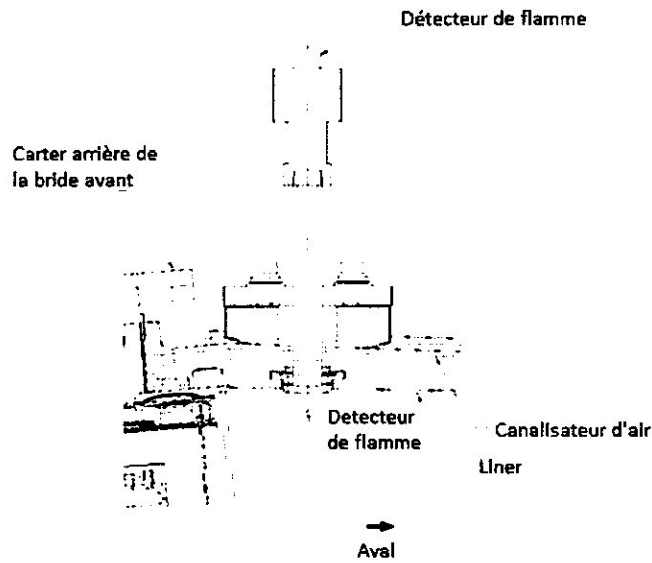 Détecteur de flamme
Carter arrière de
la bride avant
Detecteur
de flamme
Canalisateur d'air
Liner
Aval